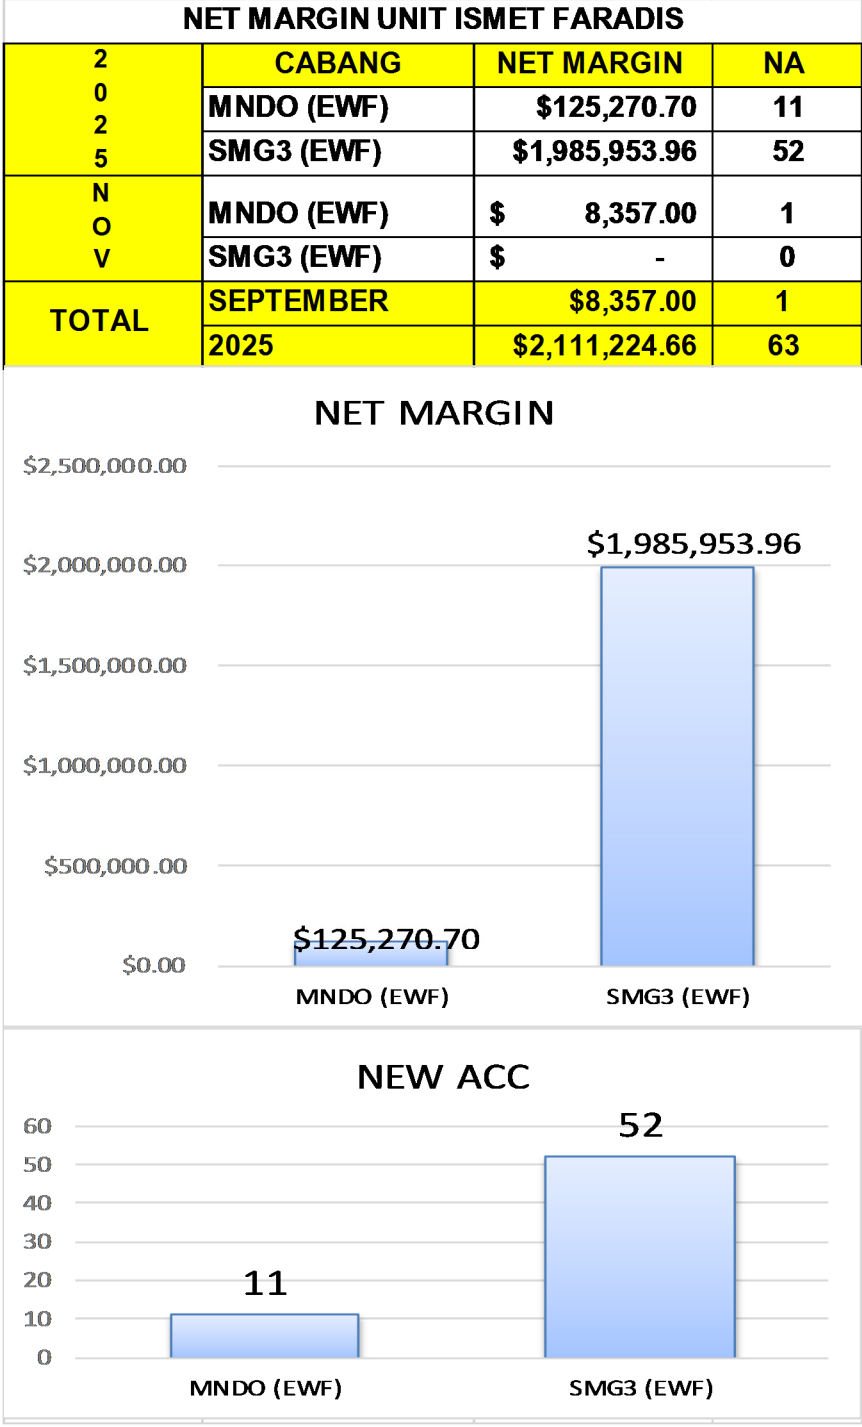 NET MARGIN UNIT ISMET FARADIS
2025
CABANG NET MARGIN NA
MNDO (EWF) $125,270.70 11
SMG3 (EWF) $1,985,953.96 52
NOV
MNDO (EWF) $ 8,357.00 1
SMG3 (EWF) $ - 0
TOTAL
SEPTEMBER $8,357.00 1
2025 $2,111,224.66 63
NET MARGIN
$2,500,000.00
$1,985,953.96
$2,000,000.00
$1,500,000.00
$1,000,000.00
$500,000.00
$125,270.70
$0.00
MNDO (EWF) SMG3 (EWF)
NEW ACC
60
52
50
40
30
20
11
10
0
MNDO (EWF) SMG3 (EWF)